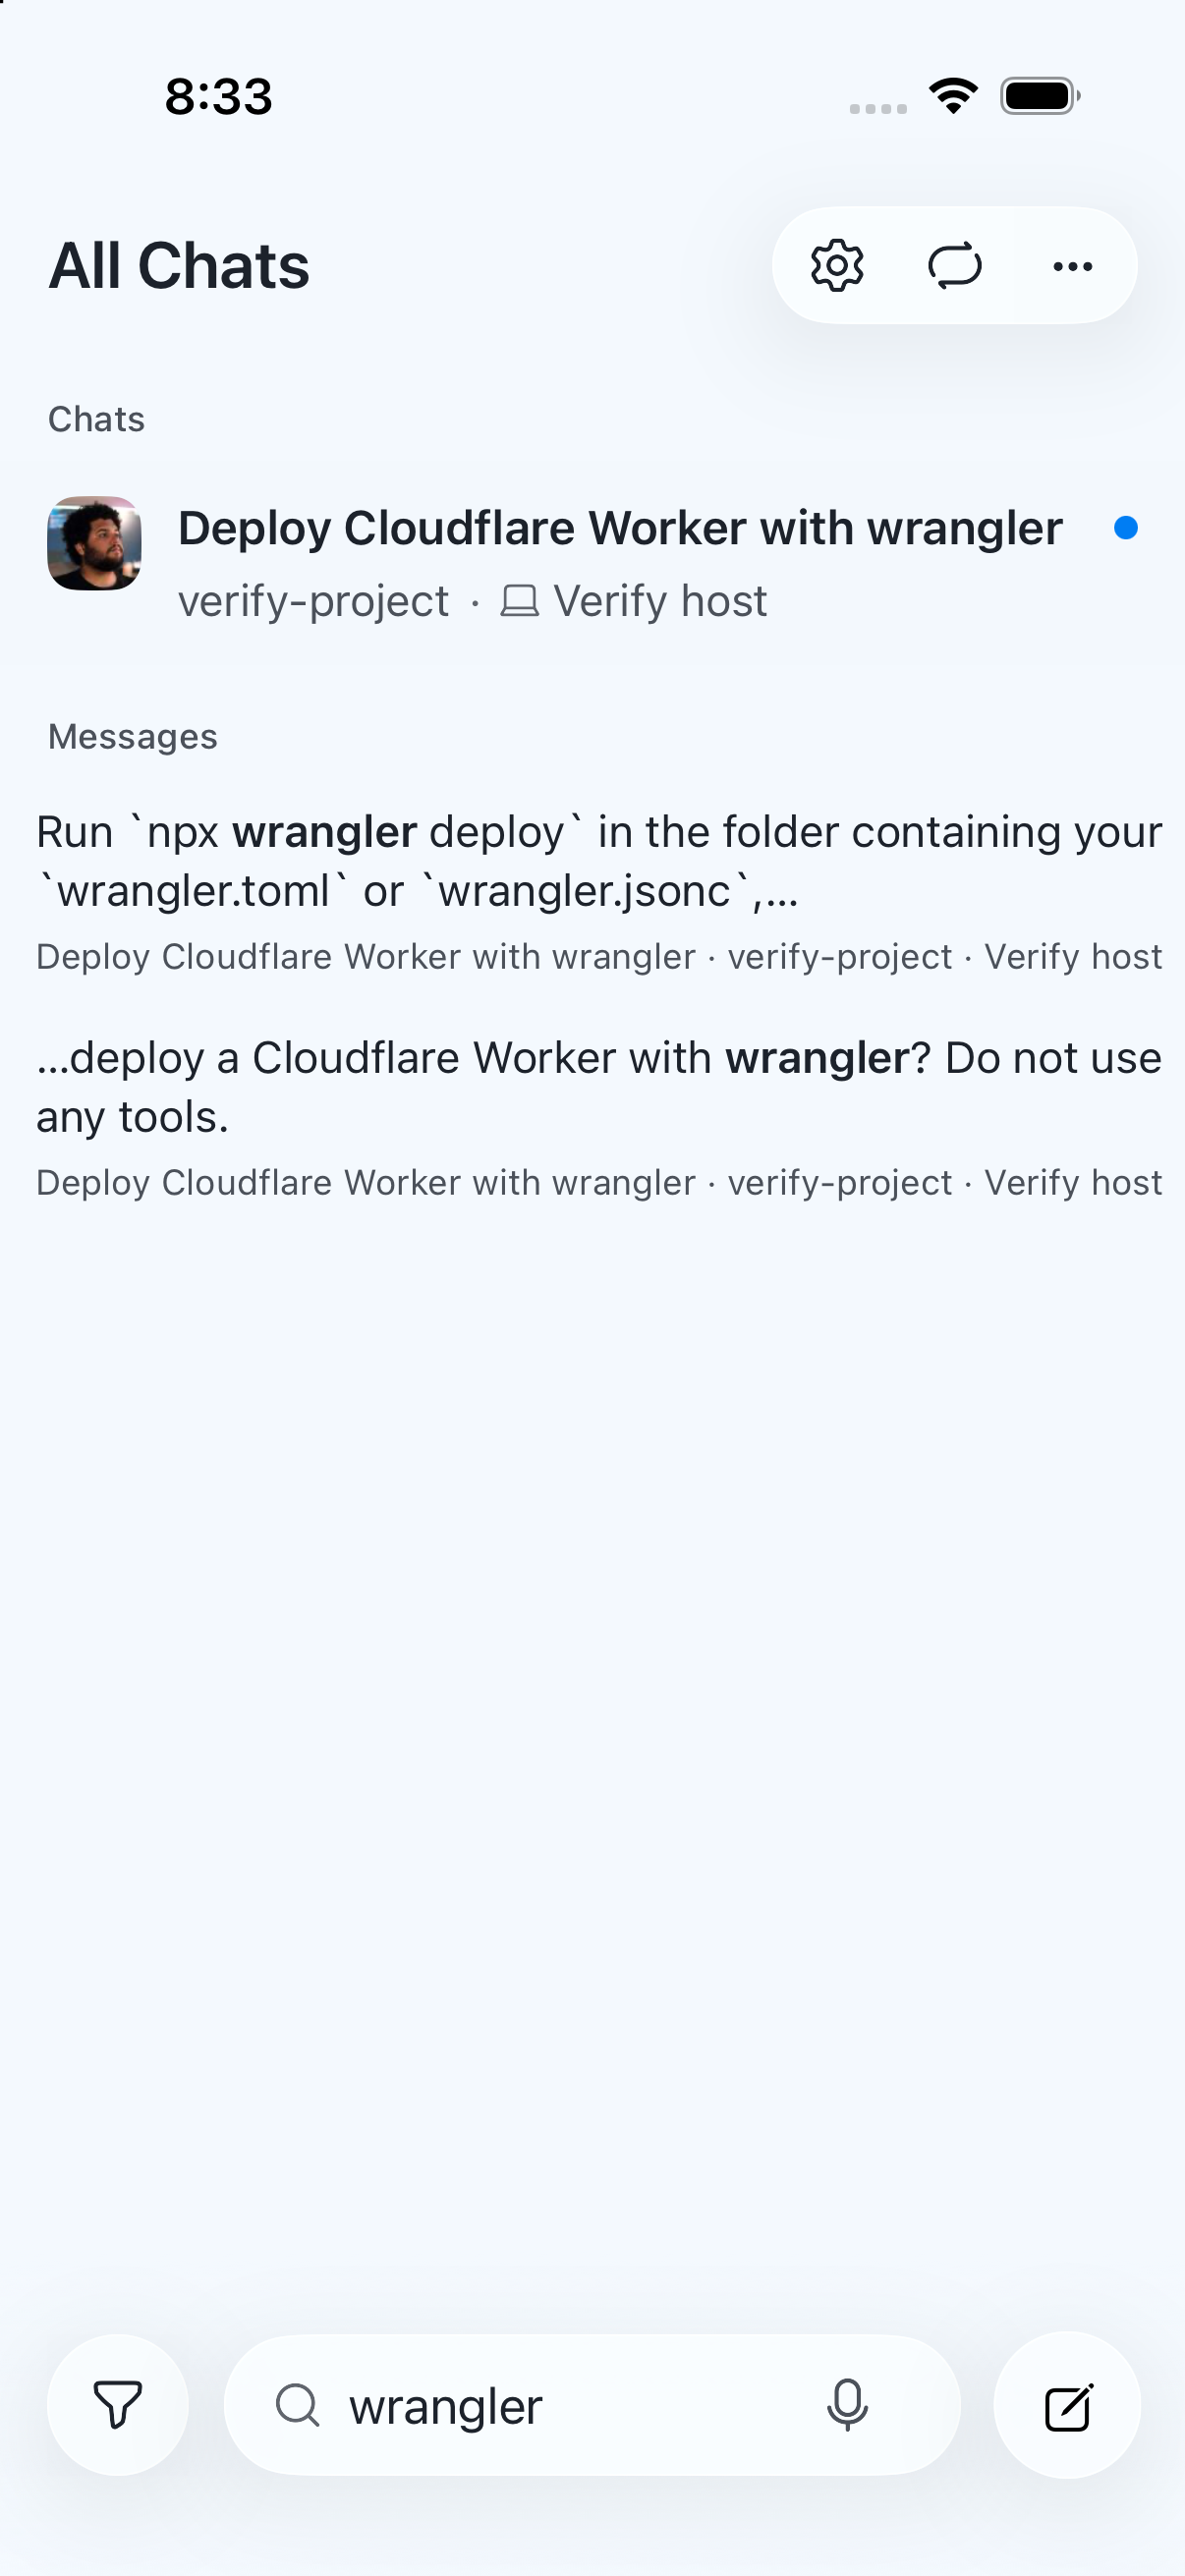 8:33
All Chats
Chats
Deploy Cloudflare Worker with wrangler
verify-project · Verify host
Messages
Run `npx wrangler deploy` in the folder containing your
`wrangler.toml` or `wrangler.jsonc`,...
Deploy Cloudflare Worker with wrangler · verify-project · Verify host
...deploy a Cloudflare Worker with wrangler? Do not use
any tools.
Deploy Cloudflare Worker with wrangler · verify-project · Verify host
wrangler